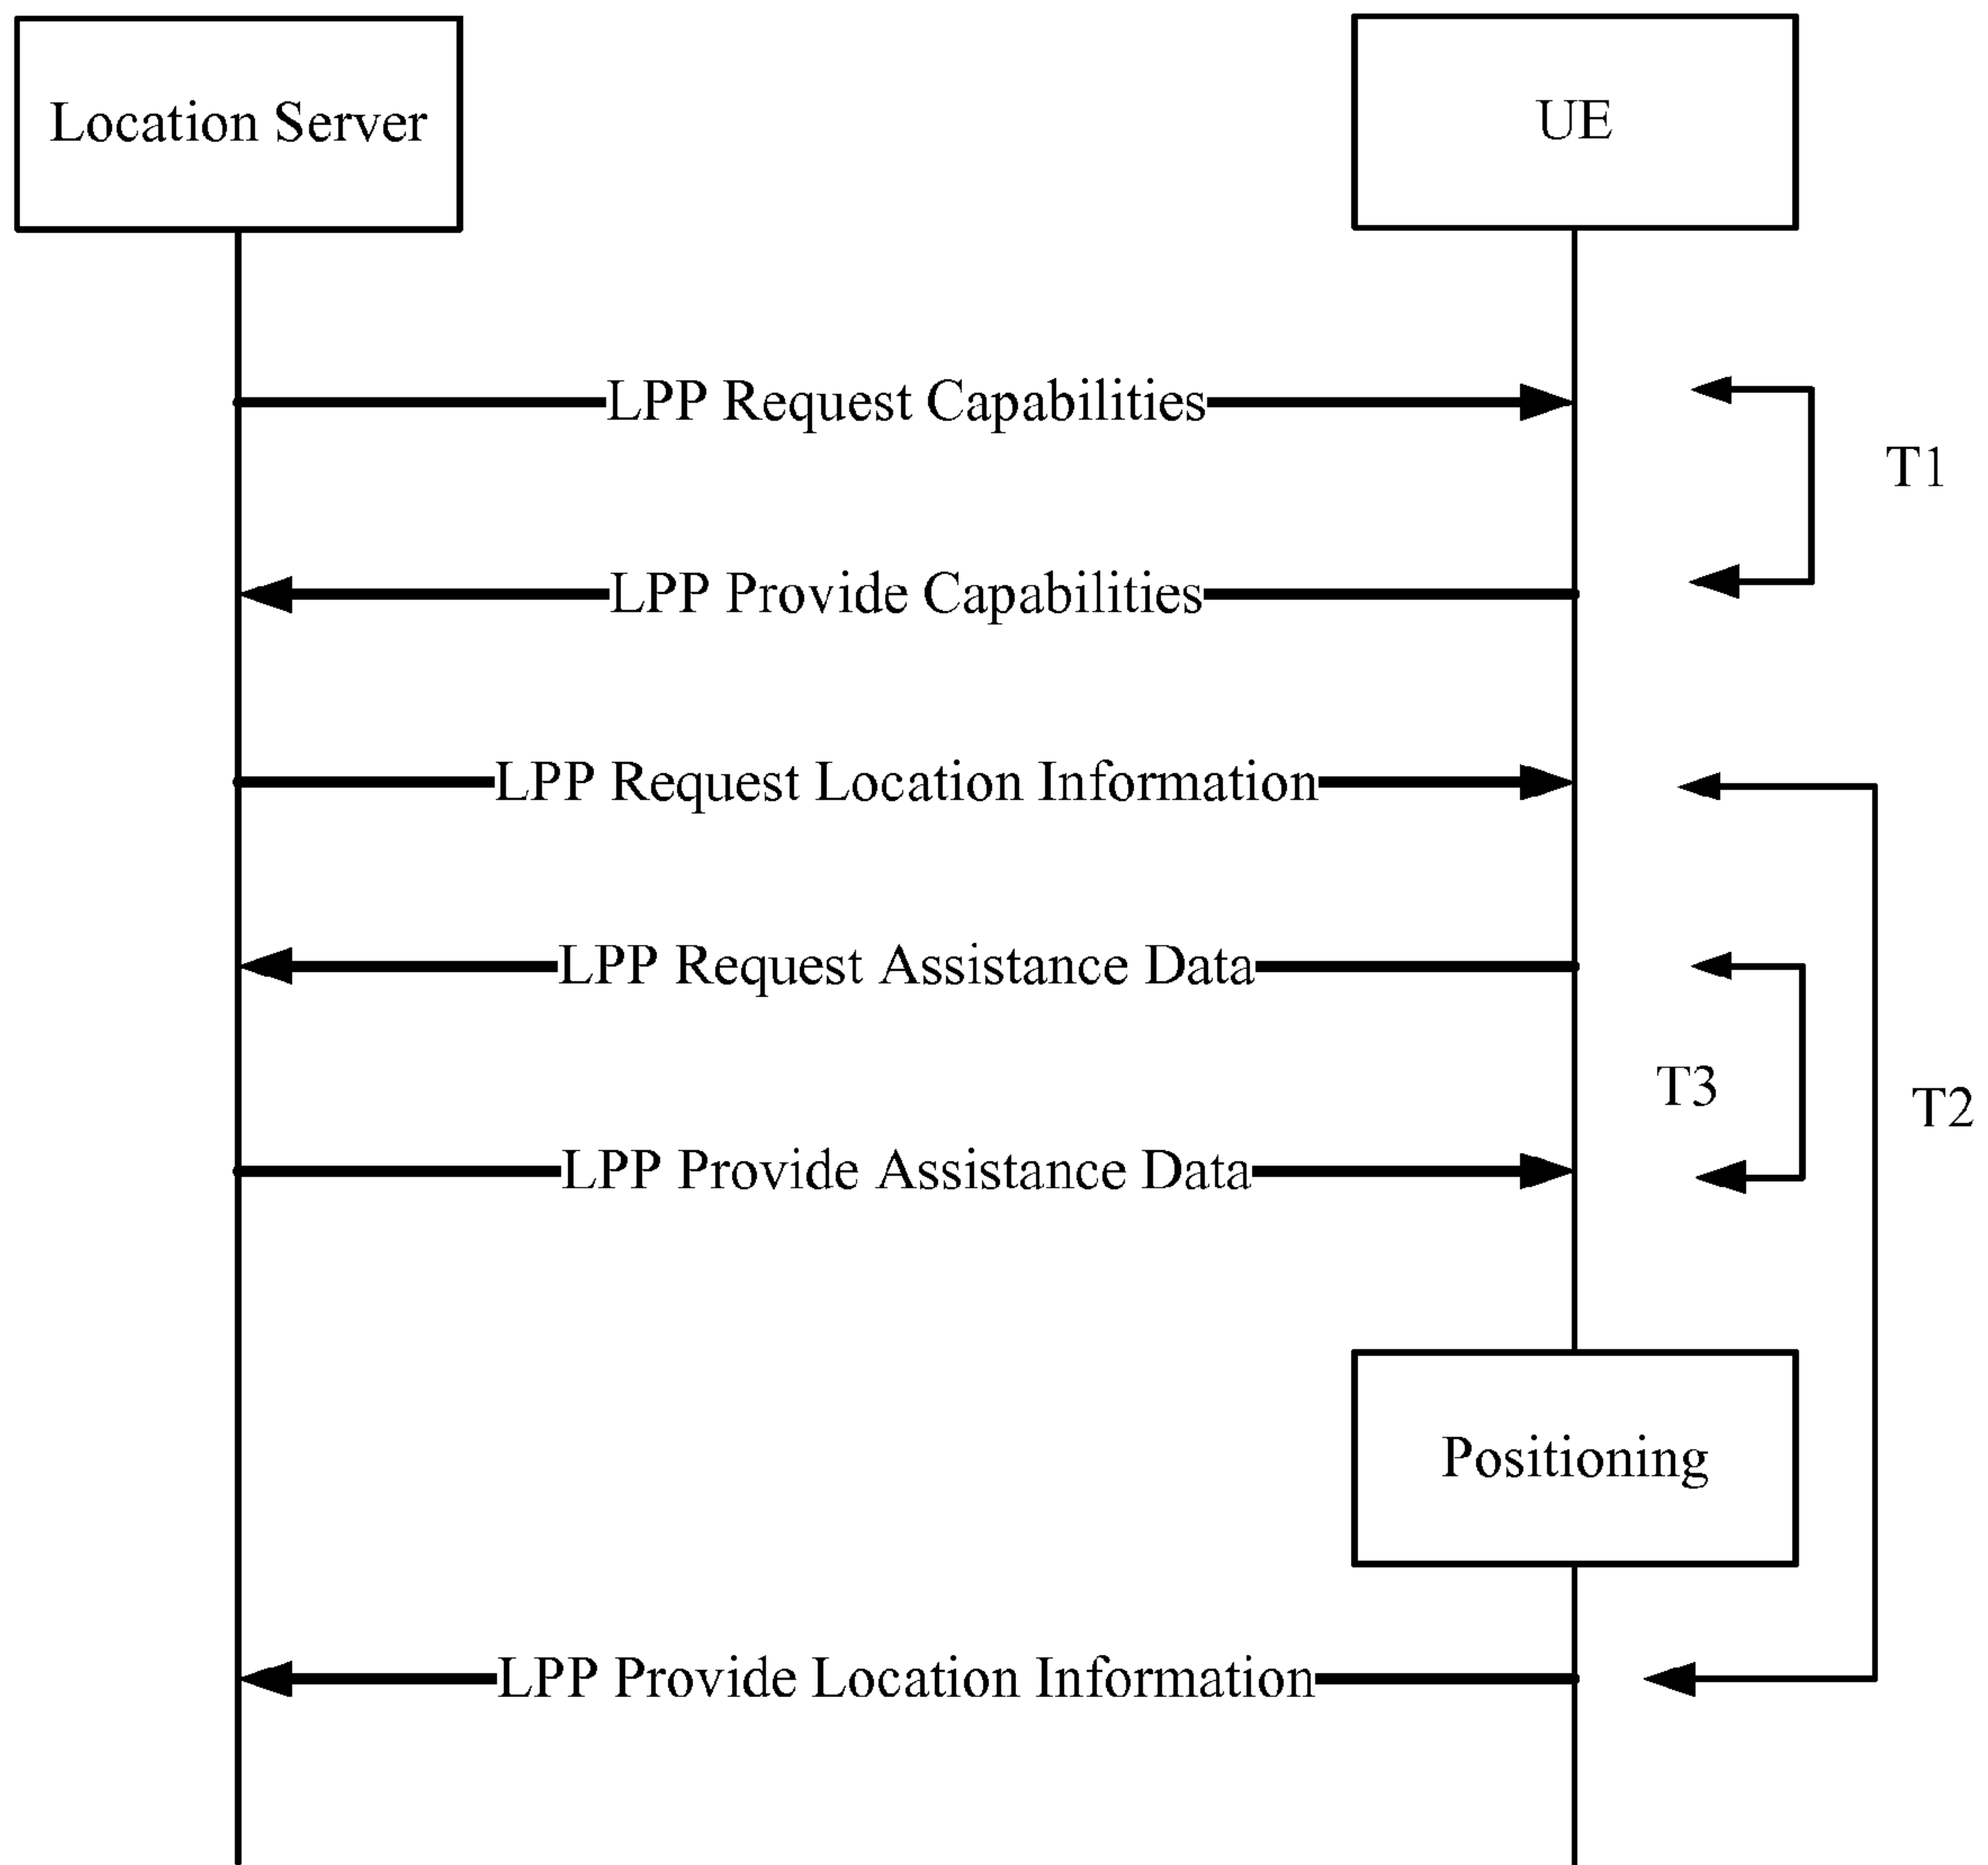 Location Server
UE
LPP Request Capabilities
T1
LPP Provide Capabilities
LPP Request Location Information
LPP Request Assistance Data
T3
T2
LPP Provide Assistance Data
Positioning
LPP Provide Location Information